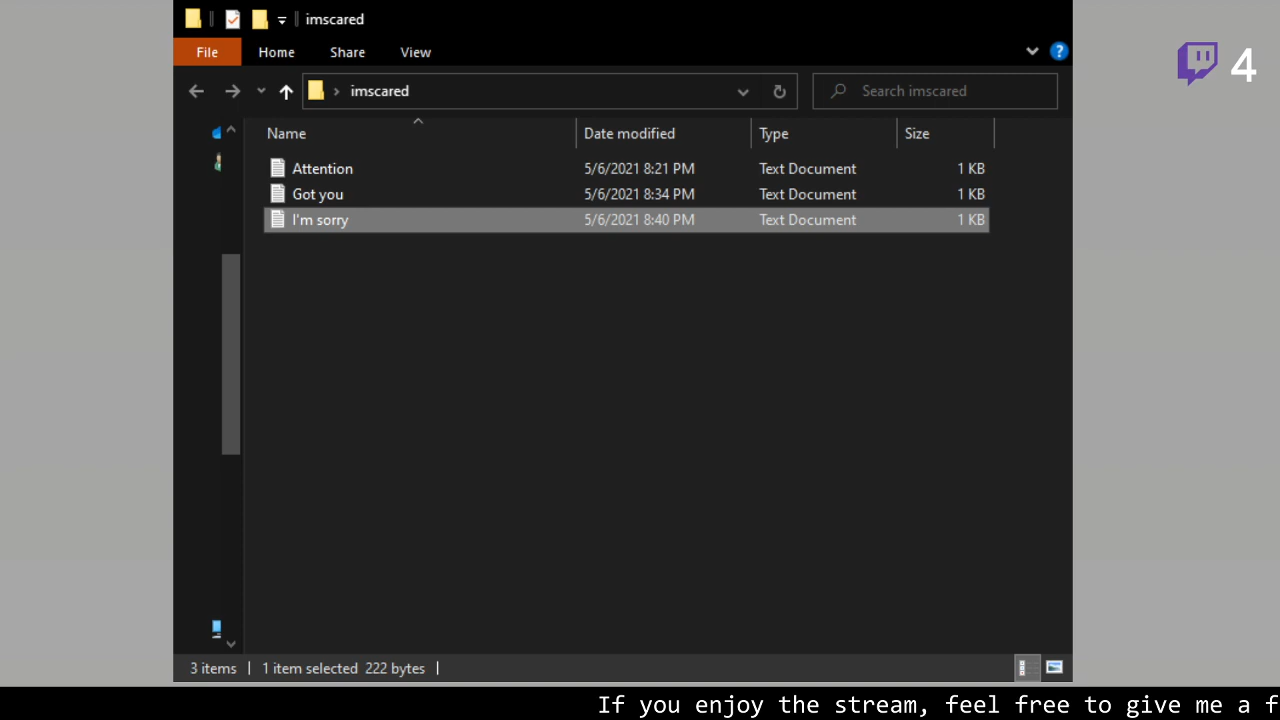 imscared
File Home Share View
4
imscared Search imscared
Name Date modified Type Size
Attention 5/6/2021 8:21 PM Text Document 1 KB
Got you 5/6/2021 8:34 PM Text Document 1 KB
I'm sorry 5/6/2021 8:40 PM Text Document 1 KB
3 items 1 item selected 222 bytes
If you enjoy the stream, feel free to give me a f